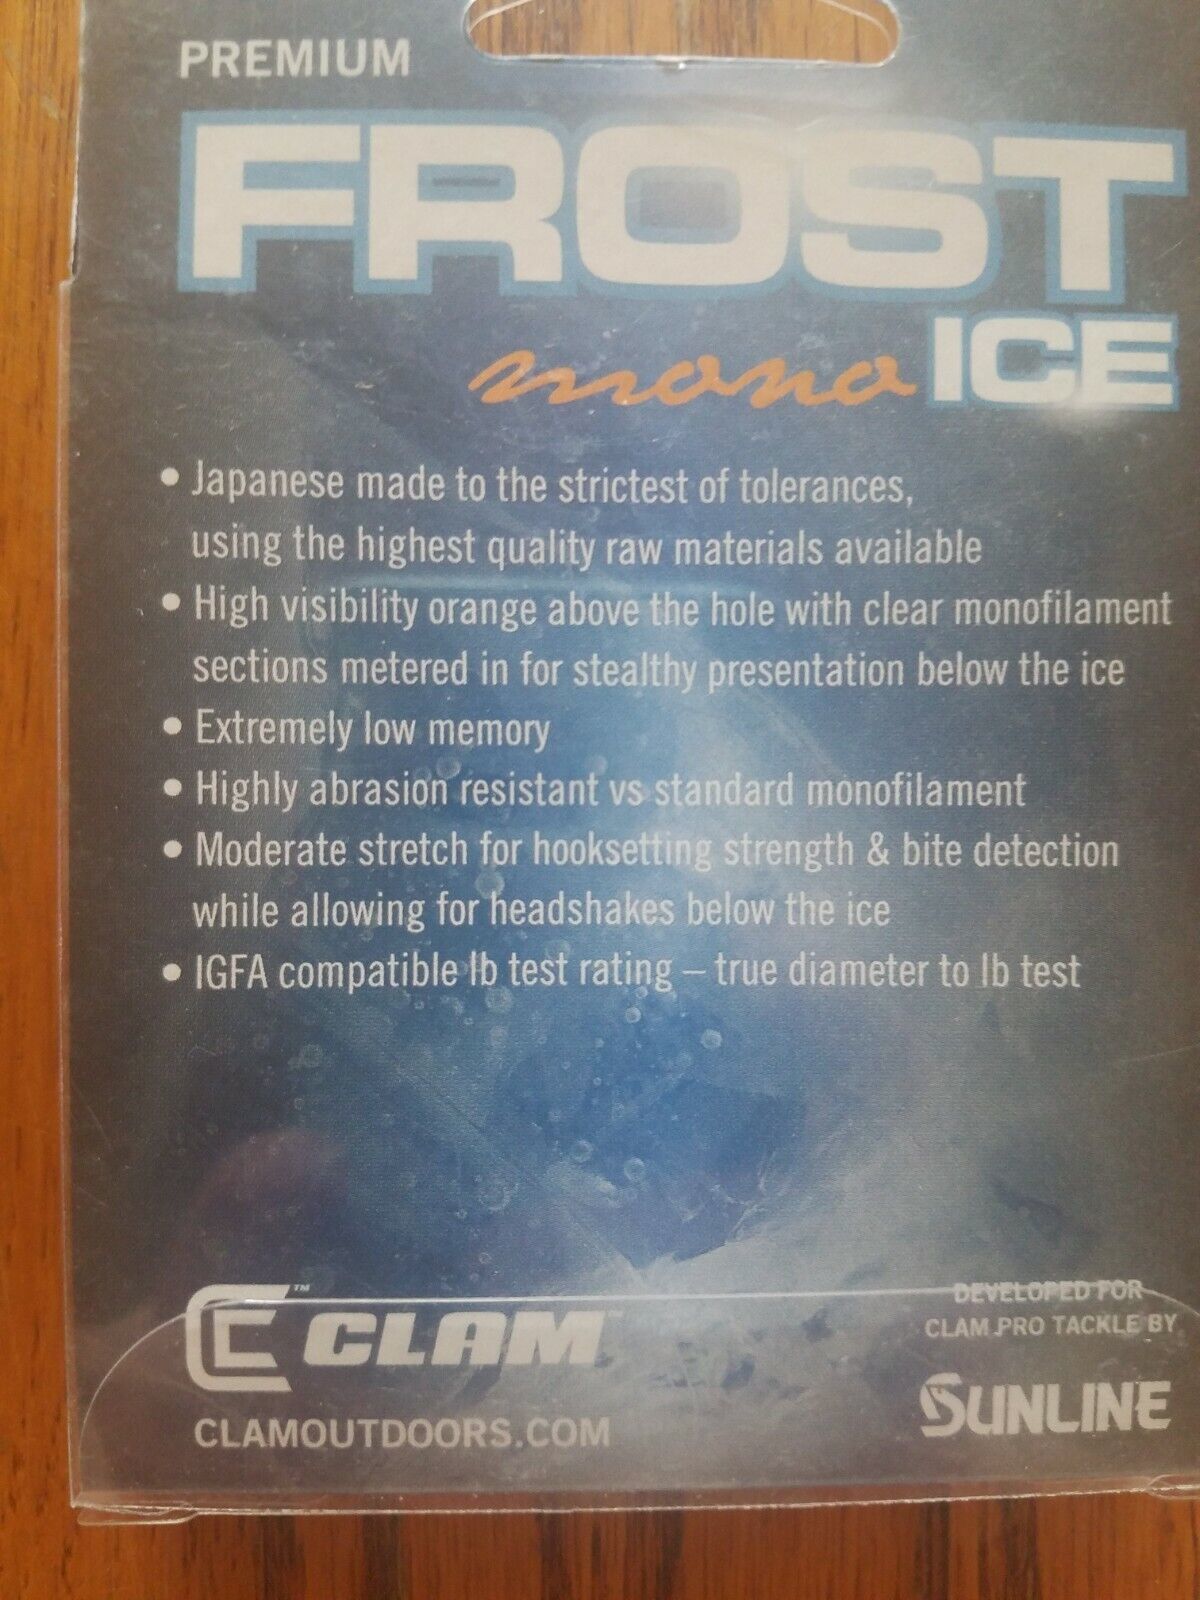 PREMIUM
FROST
mono ICE
• Japanese made to the strictest of tolerances,
using the highest quality raw materials available
• High visibility orange above the hole with clear monofilament
sections metered in for stealthy presentation below the ice
• Extremely low memory
• Highly abrasion resistant vs standard monofilament
• Moderate stretch for hooksetting strength & bite detection
while allowing for headshakes below the ice
• IGFA compatible lb test rating – true diameter to lb test
™ CLAM™
CLAMOUTDOORS.COM
DEVELOPED FOR
CLAM PRO TACKLE BY
SUNLINE